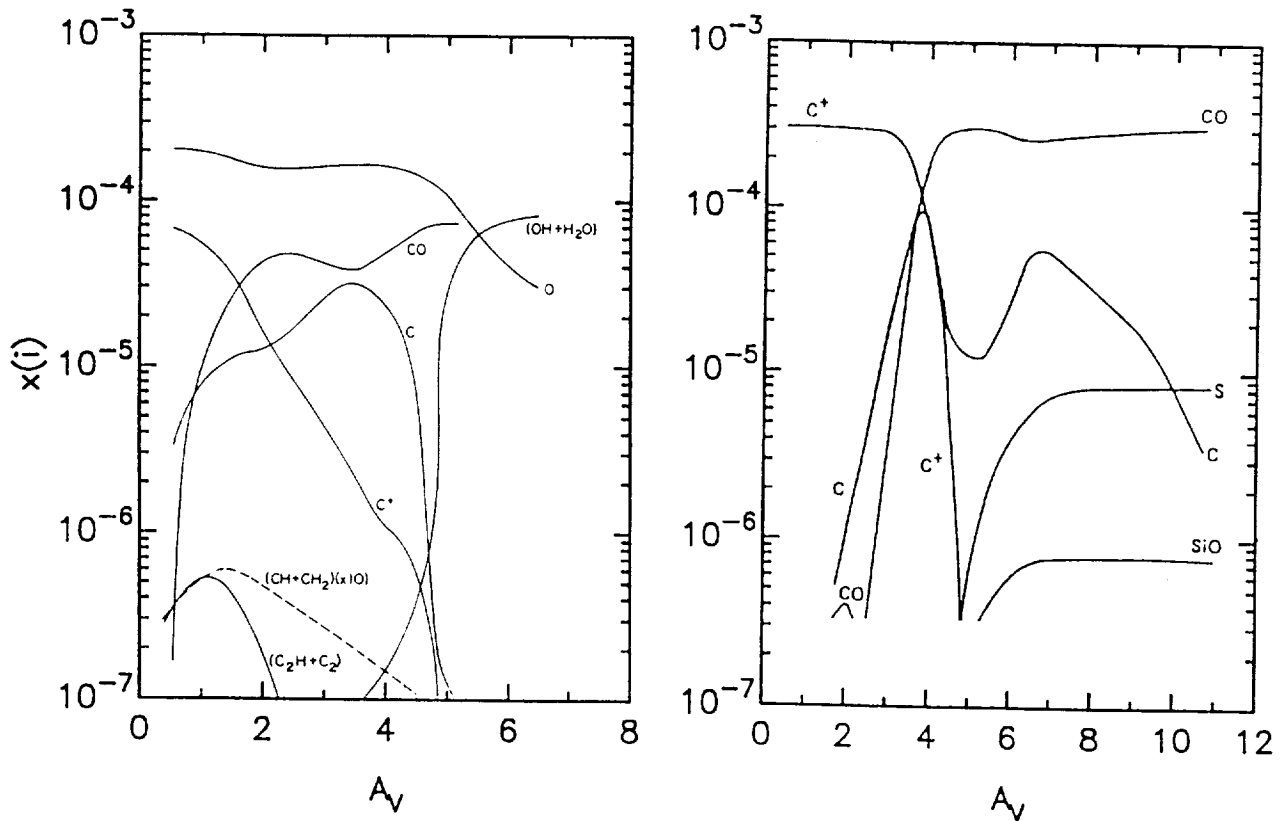 10⁻³
10⁻⁴
10⁻⁵
10⁻⁶
10⁻⁷
x(i)
0 2 4 6 8
A_V
CO
(OH+H₂O)
O
C
C⁺
(CH+CH₂)(x10)
(C₂H+C₂)
10⁻³
10⁻⁴
10⁻⁵
10⁻⁶
10⁻⁷
0 2 4 6 8 10 12
A_V
C⁺
CO
S
C
C⁺
C
SiO
CO